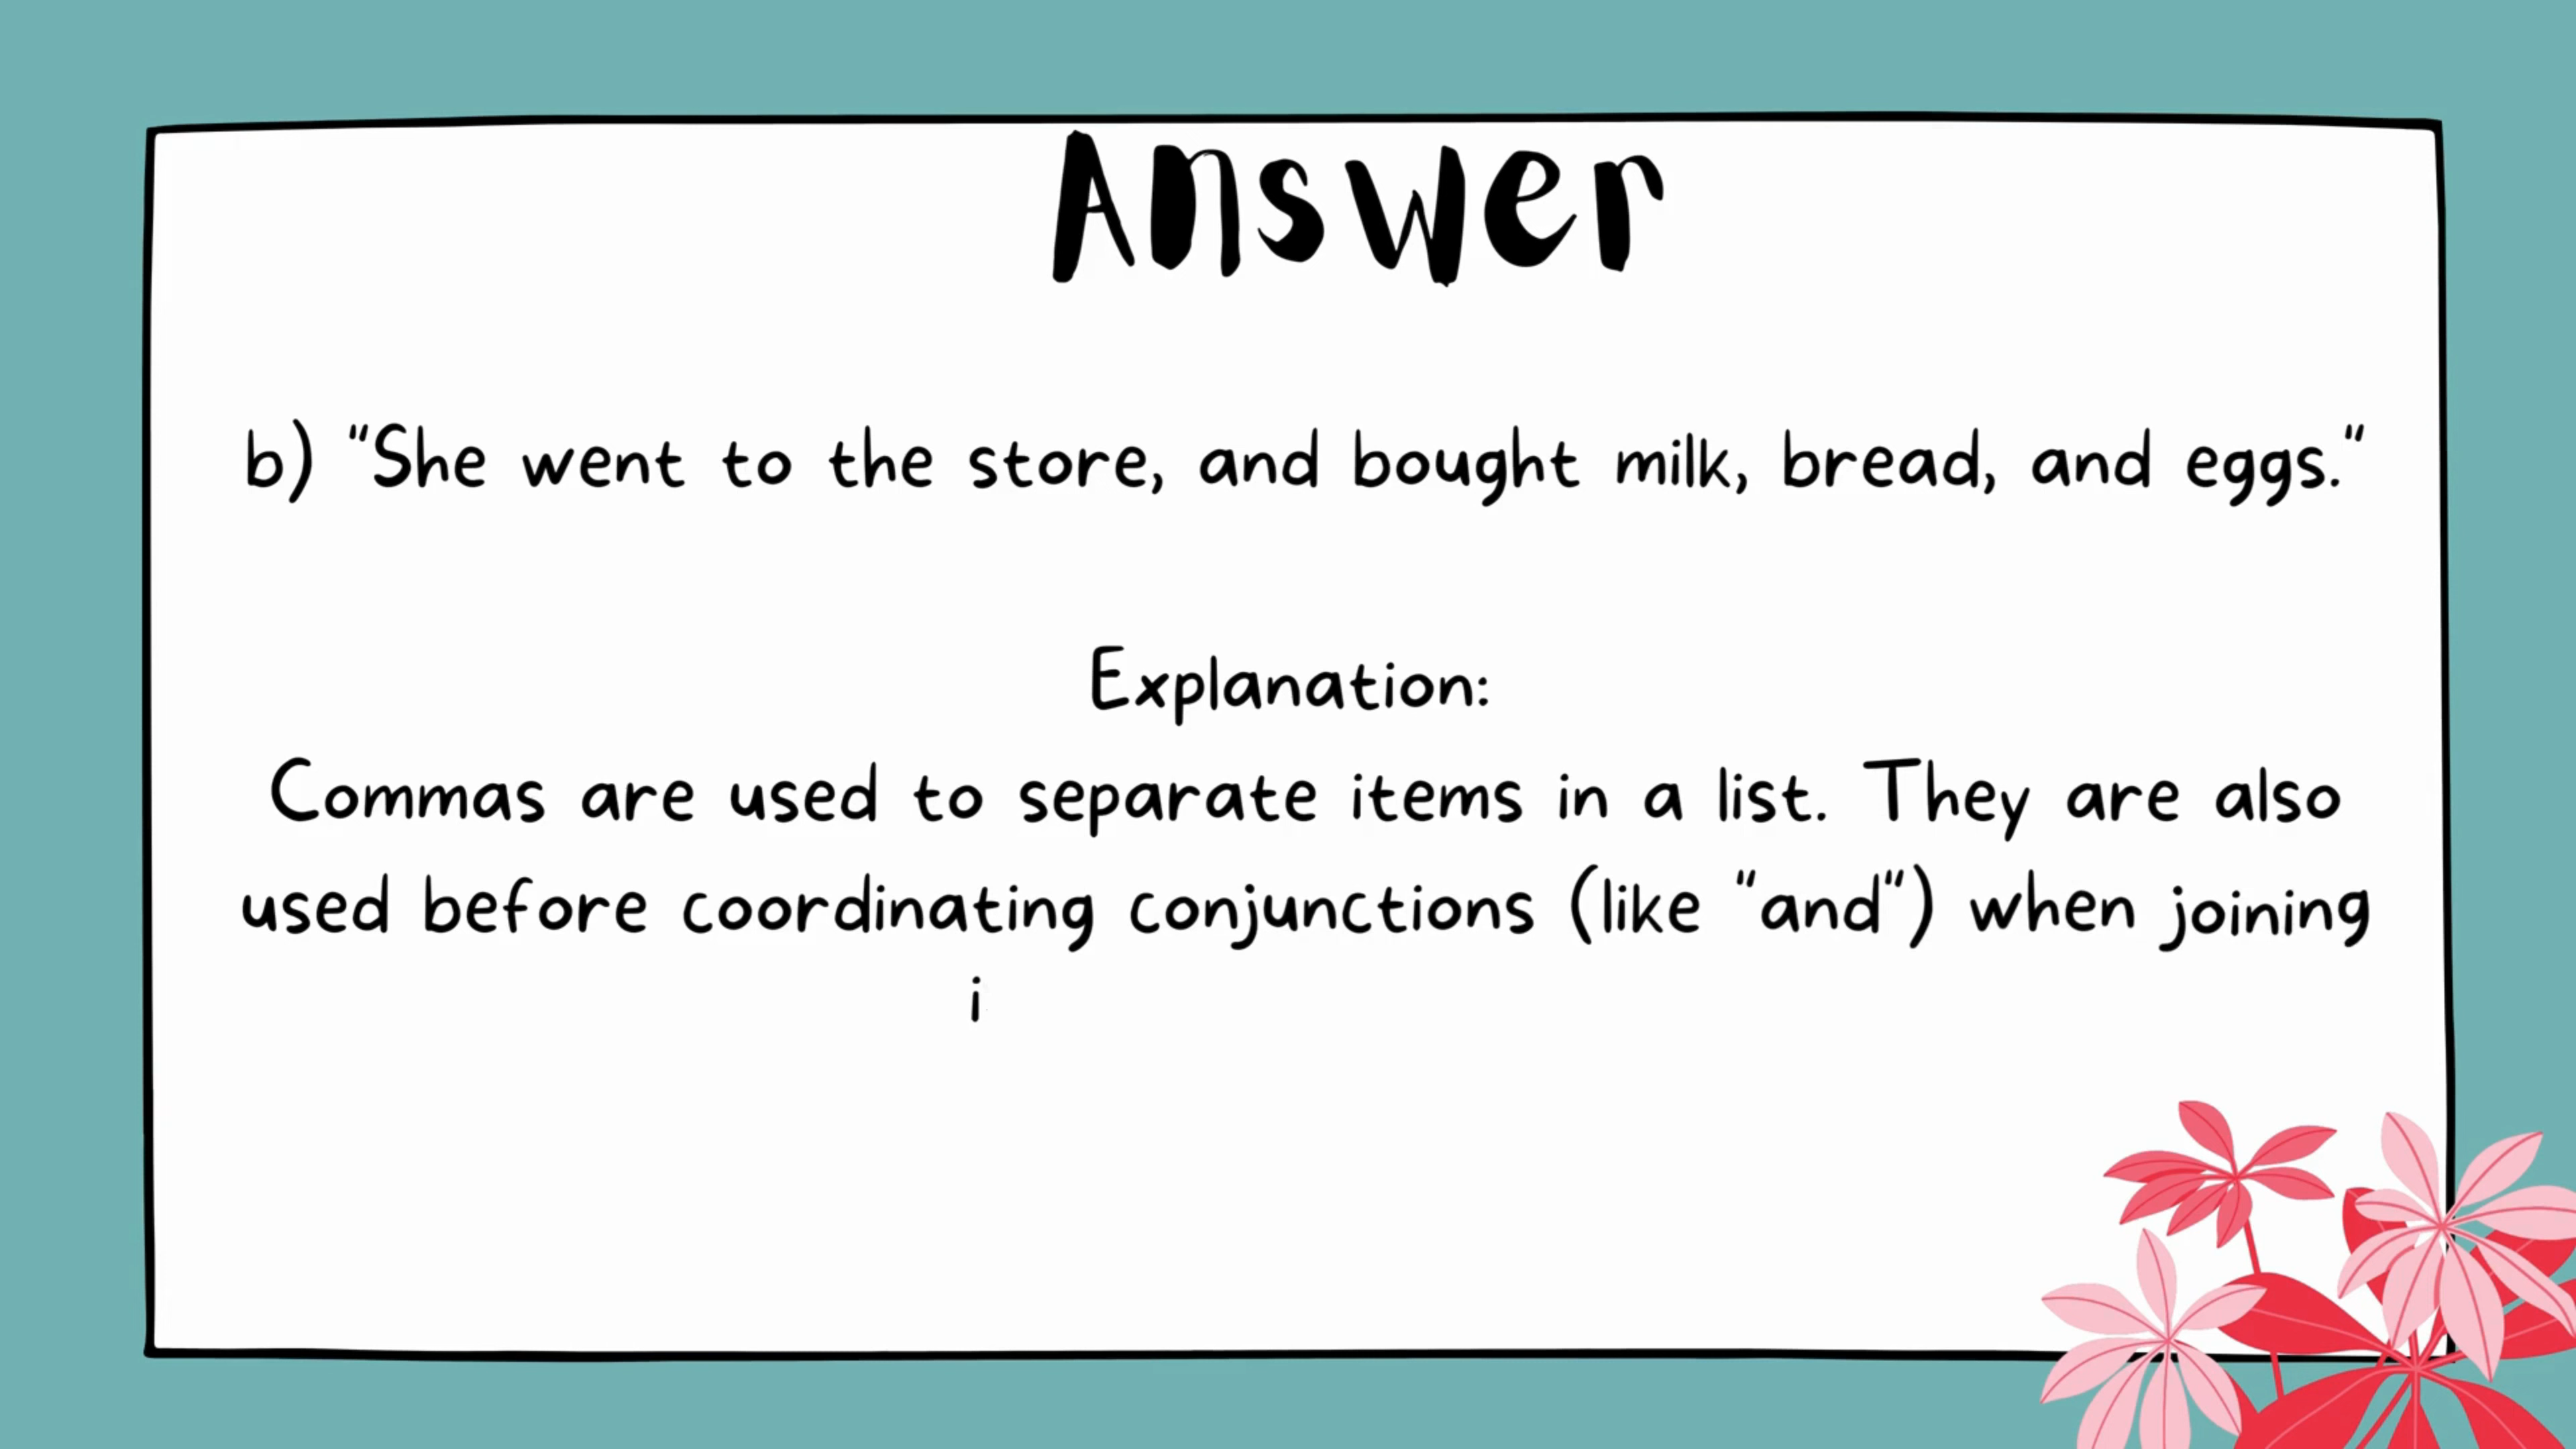 Answer
b) "She went to the store, and bought milk, bread, and eggs."
Explanation:
Commas are used to separate items in a list. They are also
used before coordinating conjunctions (like "and") when joining
i